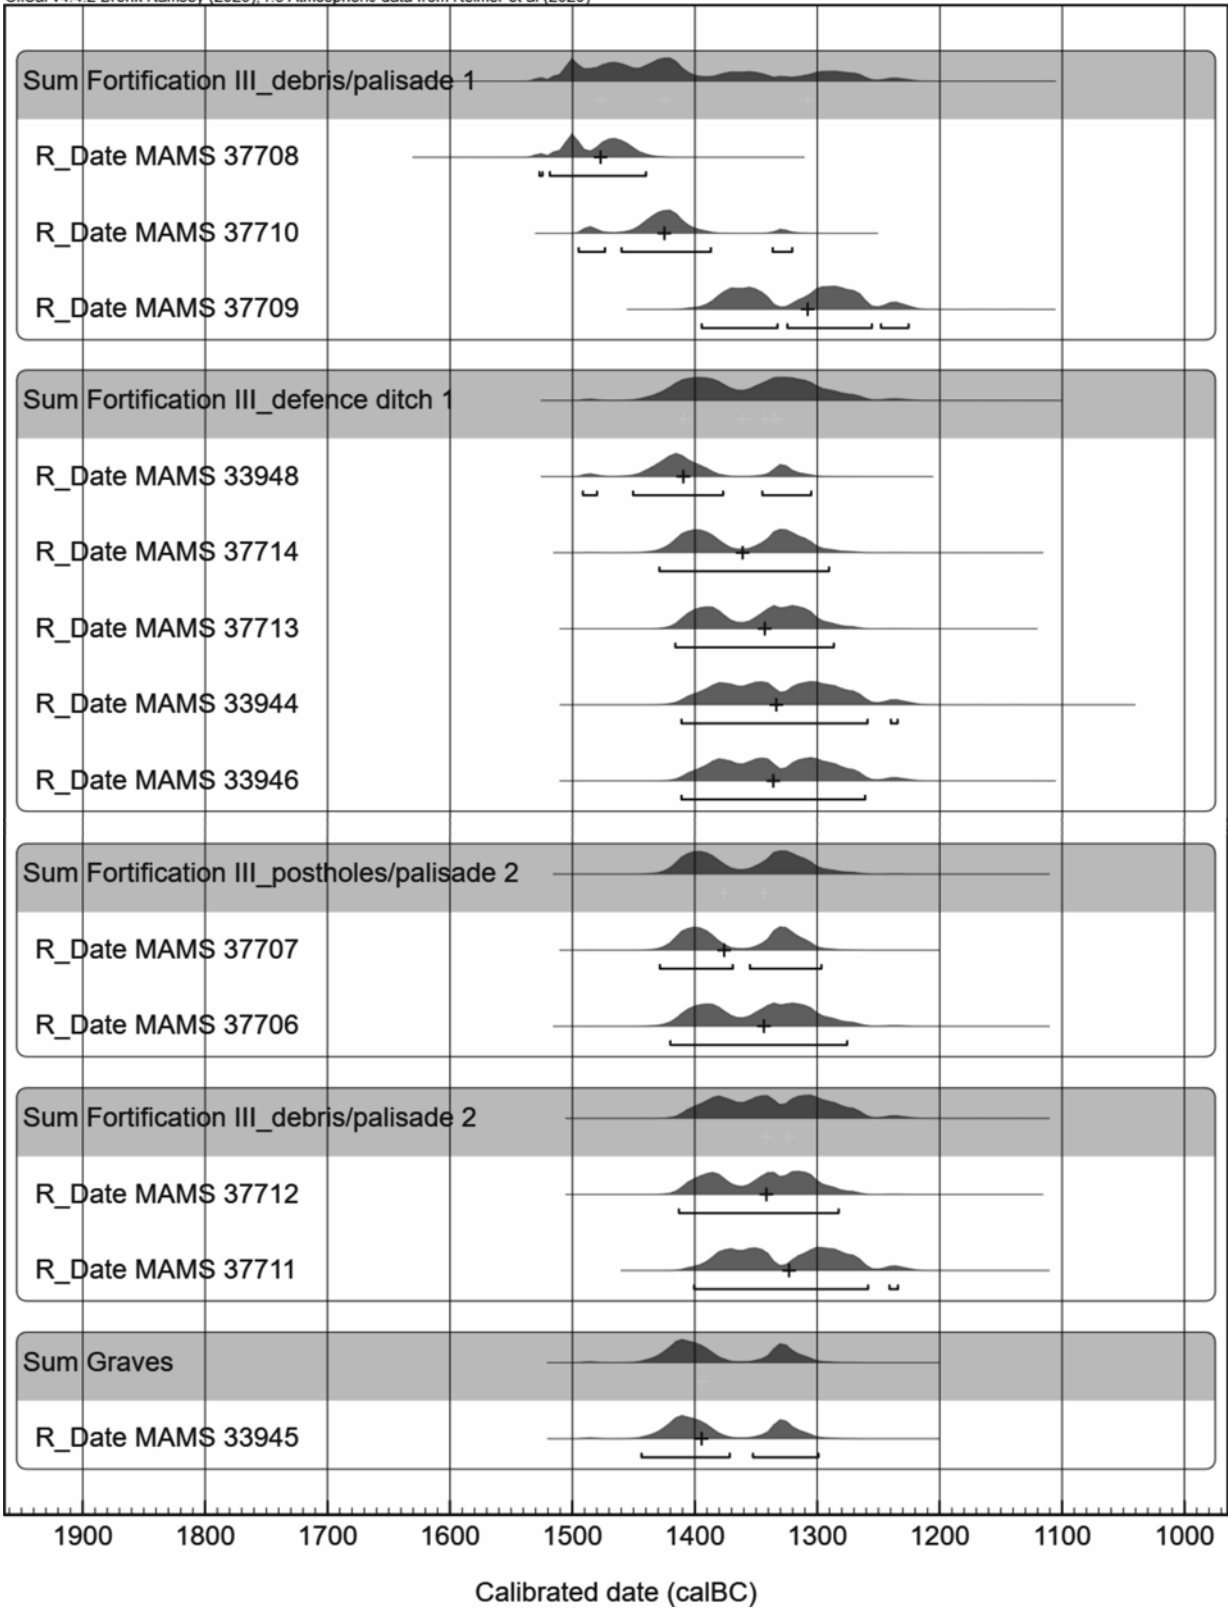 Sum Fortification III_debris/palisade 1
R_Date MAMS 37708
R_Date MAMS 37710
R_Date MAMS 37709
Sum Fortification III_defence ditch 1
R_Date MAMS 33948
R_Date MAMS 37714
R_Date MAMS 37713
R_Date MAMS 33944
R_Date MAMS 33946
Sum Fortification III_postholes/palisade 2
R_Date MAMS 37707
R_Date MAMS 37706
Sum Fortification III_debris/palisade 2
R_Date MAMS 37712
R_Date MAMS 37711
Sum Graves
R_Date MAMS 33945
1900 1800 1700 1600 1500 1400 1300 1200 1100 1000
Calibrated date (calBC)